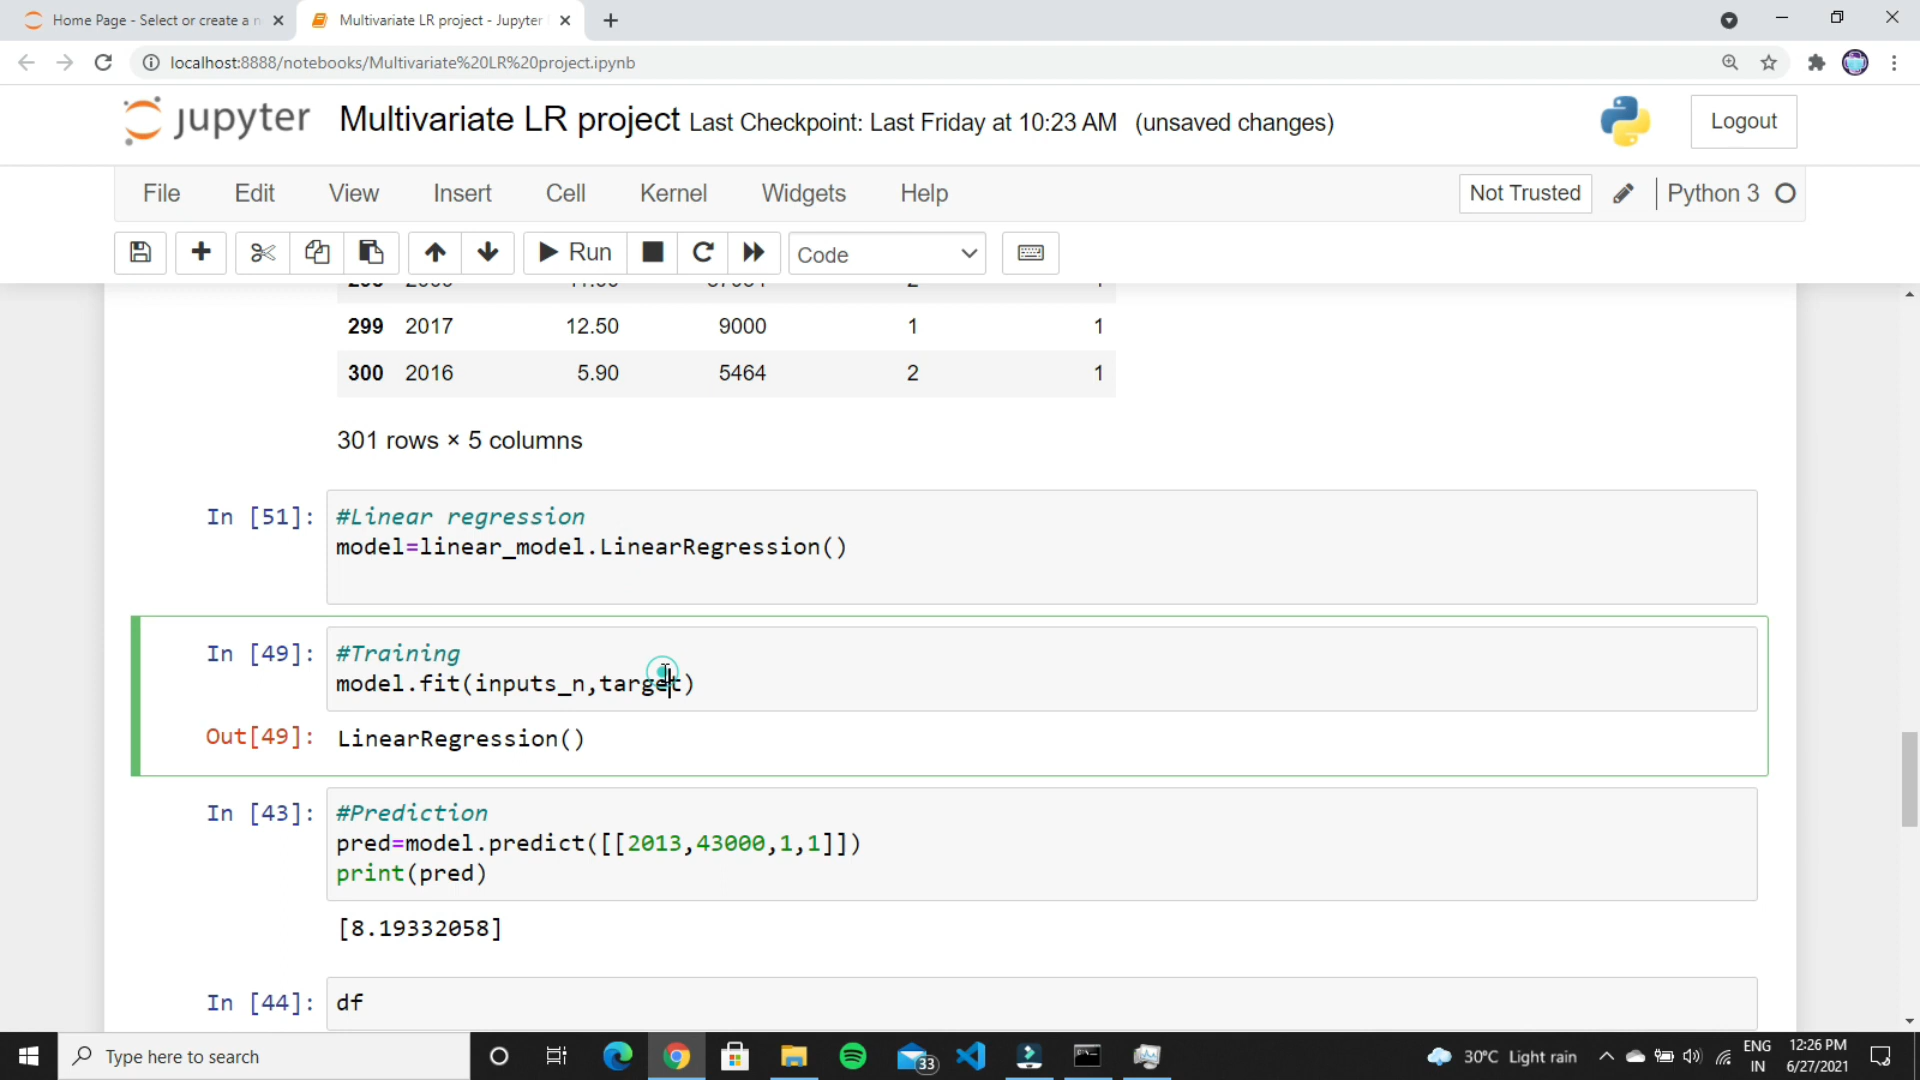 Home Page - Select or create a n
Multivariate LR project - Jupyter
localhost:8888/notebooks/Multivariate%20LR%20project.ipynb
jupyter Multivariate LR project Last Checkpoint: Last Friday at 10:23 AM (unsaved changes)
Logout
File Edit View Insert Cell Kernel Widgets Help
Not Trusted
Python 3
Run
Code
299 2017 12.50 9000 1 1
300 2016 5.90 5464 2 1
301 rows × 5 columns
In [51]: #Linear regression
model=linear_model.LinearRegression()
In [49]: #Training
model.fit(inputs_n,target)
Out[49]: LinearRegression()
In [43]: #Prediction
pred=model.predict([[2013,43000,1,1]])
print(pred)
[8.19332058]
In [44]: df
Type here to search
33
30°C Light rain
ENG
IN
12:26 PM
6/27/2021